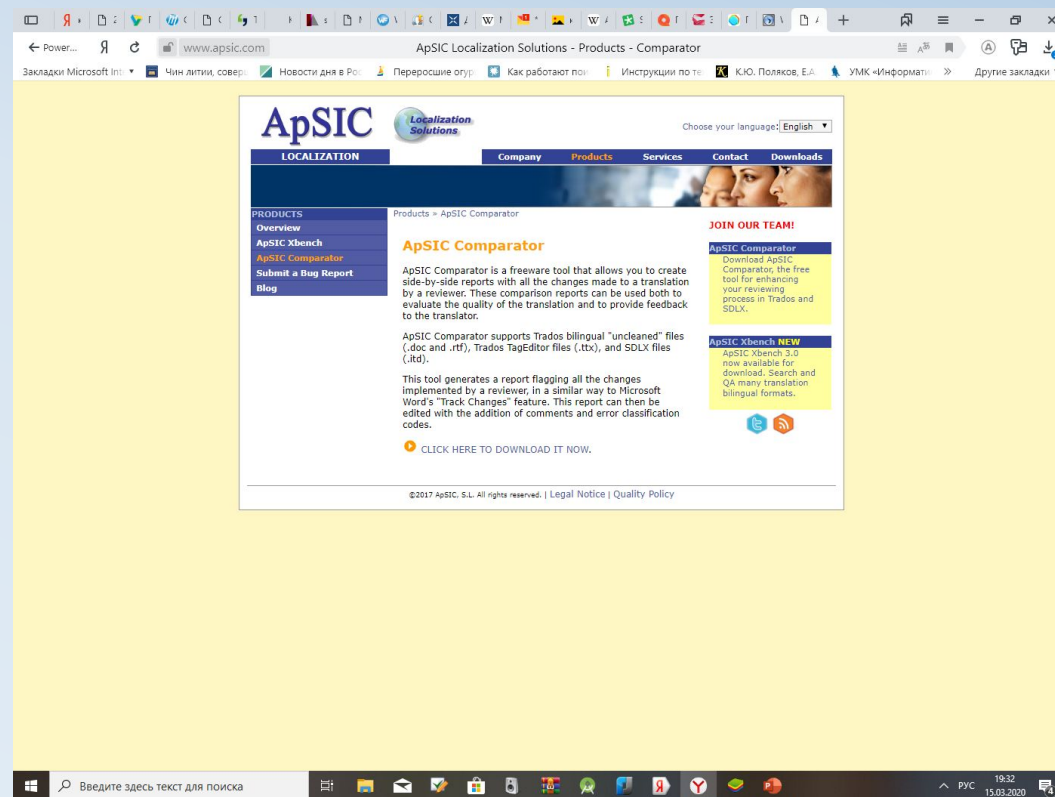 Power...
www.apsic.com
ApSIC Localization Solutions - Products - Comparator
Закладки Microsoft
Чин литии,
Новости дня в
Переросшие
Как работают
Инструкции по
К.Ю. Поляков, Е.А.
УМК «Информати
Другие закладки
ApSIC
Localization
Solutions
Choose your language: English
LOCALIZATION
Company Products Services Contact Downloads
PRODUCTS
Overview
ApSIC Xbench
ApSIC Comparator
Submit a Bug Report
Blog
Products » ApSIC Comparator
ApSIC Comparator
ApSIC Comparator is a freeware tool that allows you to create
side-by-side reports with all the changes made to a translation
by a reviewer. These comparison reports can be used both to
evaluate the quality of the translation and to provide feedback
to the translator.
ApSIC Comparator supports Trados bilingual "uncleaned" files
(.doc and .rtf), Trados TagEditor files (.ttx), and SDLX files
(.itd).
This tool generates a report flagging all the changes
implemented by a reviewer, in a similar way to Microsoft
Word's "Track Changes" feature. This report can then be
edited with the addition of comments and error classification
codes.
CLICK HERE TO DOWNLOAD IT NOW.
JOIN OUR TEAM!
ApSIC Comparator
Download ApSIC
Comparator, the free
tool for enhancing
your reviewing
process in Trados and
SDLX.
ApSIC Xbench NEW
ApSIC Xbench 3.0
now available for
download. Search and
QA many translation
bilingual formats.
©2017 ApSIC, S.L. All rights reserved. | Legal Notice | Quality Policy
Введите здесь текст для поиска
РУС
19:32
15.03.2020